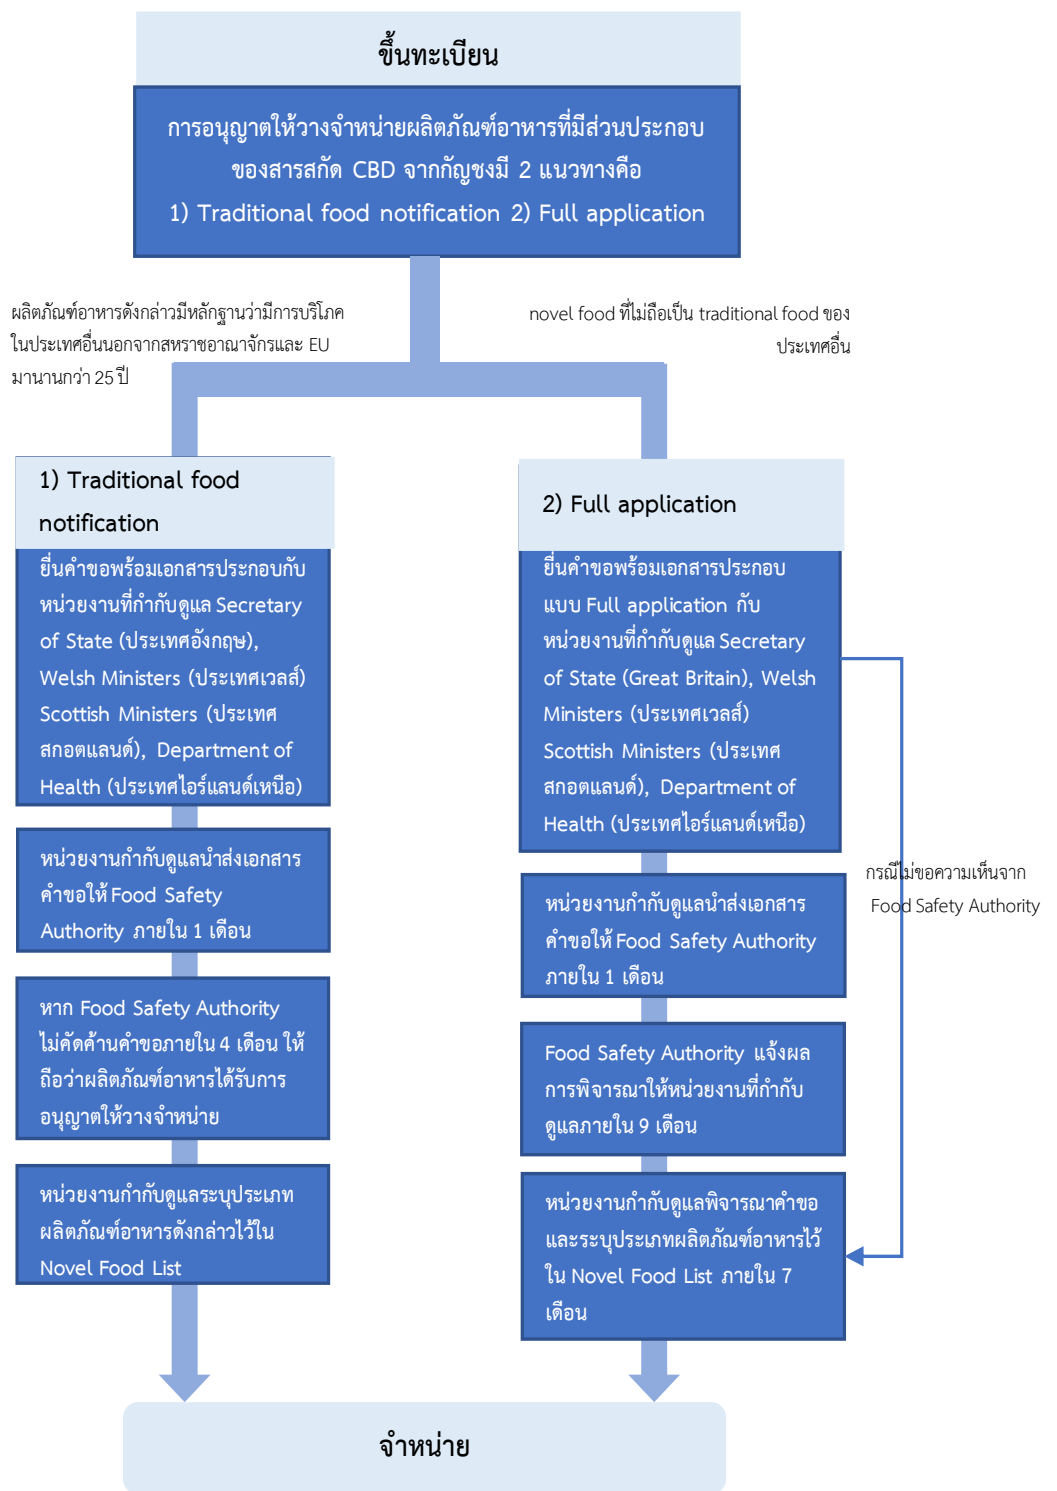 ขึ้นทะเบียน
การอนุญาตให้วางจำหน่ายผลิตภัณฑ์อาหารที่มีส่วนประกอบ
ของสารสกัด CBD จากกัญชงมี 2 แนวทางคือ
1) Traditional food notification 2) Full application
ผลิตภัณฑ์อาหารดังกล่าวมีหลักฐานว่ามีการบริโภค
ในประเทศอื่นนอกจากสหราชอาณาจักรและ EU
มานานกว่า 25 ปี
novel food ที่ไม่ถือเป็น traditional food ของ
ประเทศอื่น
1) Traditional food
notification
ยื่นคำขอพร้อมเอกสารประกอบกับ
หน่วยงานที่กำกับดูแล Secretary
of State (ประเทศอังกฤษ),
Welsh Ministers (ประเทศเวลส์)
Scottish Ministers (ประเทศ
สกอตแลนด์), Department of
Health (ประเทศไอร์แลนด์เหนือ)
หน่วยงานกำกับดูแลนำส่งเอกสาร
คำขอให้ Food Safety
Authority ภายใน 1 เดือน
หาก Food Safety Authority
ไม่คัดค้านคำขอภายใน 4 เดือน ให้
ถือว่าผลิตภัณฑ์อาหารได้รับการ
อนุญาตให้วางจำหน่าย
หน่วยงานกำกับดูแลระบุประเภท
ผลิตภัณฑ์อาหารดังกล่าวไว้ใน
Novel Food List
2) Full application
ยื่นคำขอพร้อมเอกสารประกอบ
แบบ Full application กับ
หน่วยงานที่กำกับดูแล Secretary
of State (Great Britain), Welsh
Ministers (ประเทศเวลส์)
Scottish Ministers (ประเทศ
สกอตแลนด์), Department of
Health (ประเทศไอร์แลนด์เหนือ)
หน่วยงานกำกับดูแลนำส่งเอกสาร
คำขอให้ Food Safety Authority
ภายใน 1 เดือน
Food Safety Authority แจ้งผล
การพิจารณาให้หน่วยงานที่กำกับ
ดูแลภายใน 9 เดือน
หน่วยงานกำกับดูแลพิจารณาคำขอ
และระบุประเภทผลิตภัณฑ์อาหารไว้
ใน Novel Food List ภายใน 7
เดือน
กรณีไม่ขอความเห็นจาก
Food Safety Authority
จำหน่าย